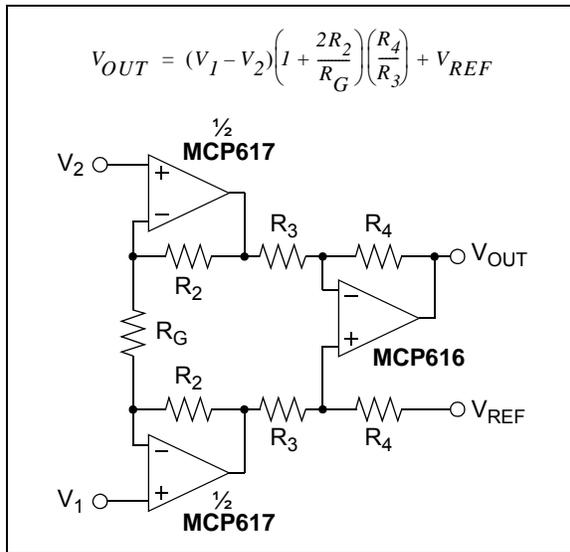 V_OUT = (V_1 – V_2)(1 + 2R_2/R_G)(R_4/R_3) + V_REF
½
MCP617
V_2
+
–
R_3
R_4
V_OUT
R_2
–
+
R_G
MCP616
R_2
R_3
R_4
V_REF
–
+
V_1
½
MCP617